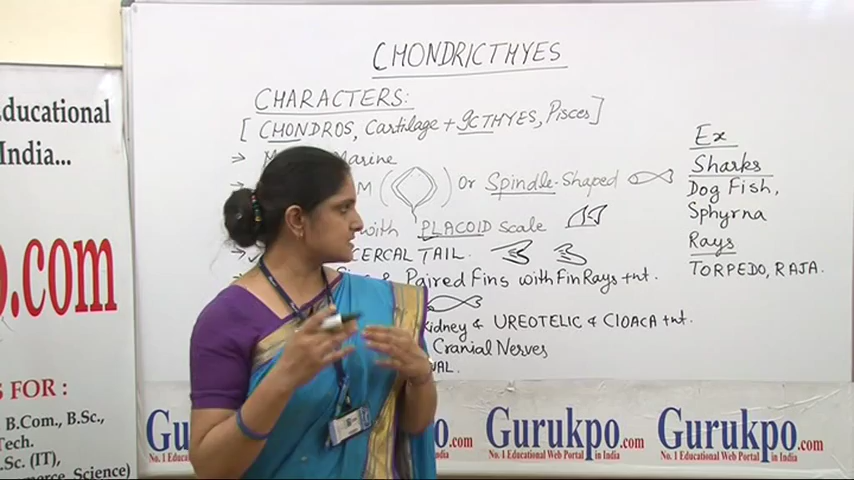 CHONDRICTHYES
CHARACTERS:
[ CHONDROS, Cartilage + ICTHYES, Pisces]
→ Marine
M ( ) Or Spindle-Shaped
with PLACOID scale
CERCAL TAIL.
& Paired Fins with Fin Rays +nt.
Kidney & UREOTELIC & ClOACA +nt.
Cranial Nerves
Ex
Sharks
Dog Fish,
Sphyrna
Rays
TORPEDO, RAJA.
Educational
India...
o.com
S FOR :
B.Com., B.Sc.,
Tech.
.Sc. (IT),
Commerce, Science)
Gurukpo.com
No. 1 Educational Web Portal in India
Gurukpo.com
No. 1 Educational Web Portal in India